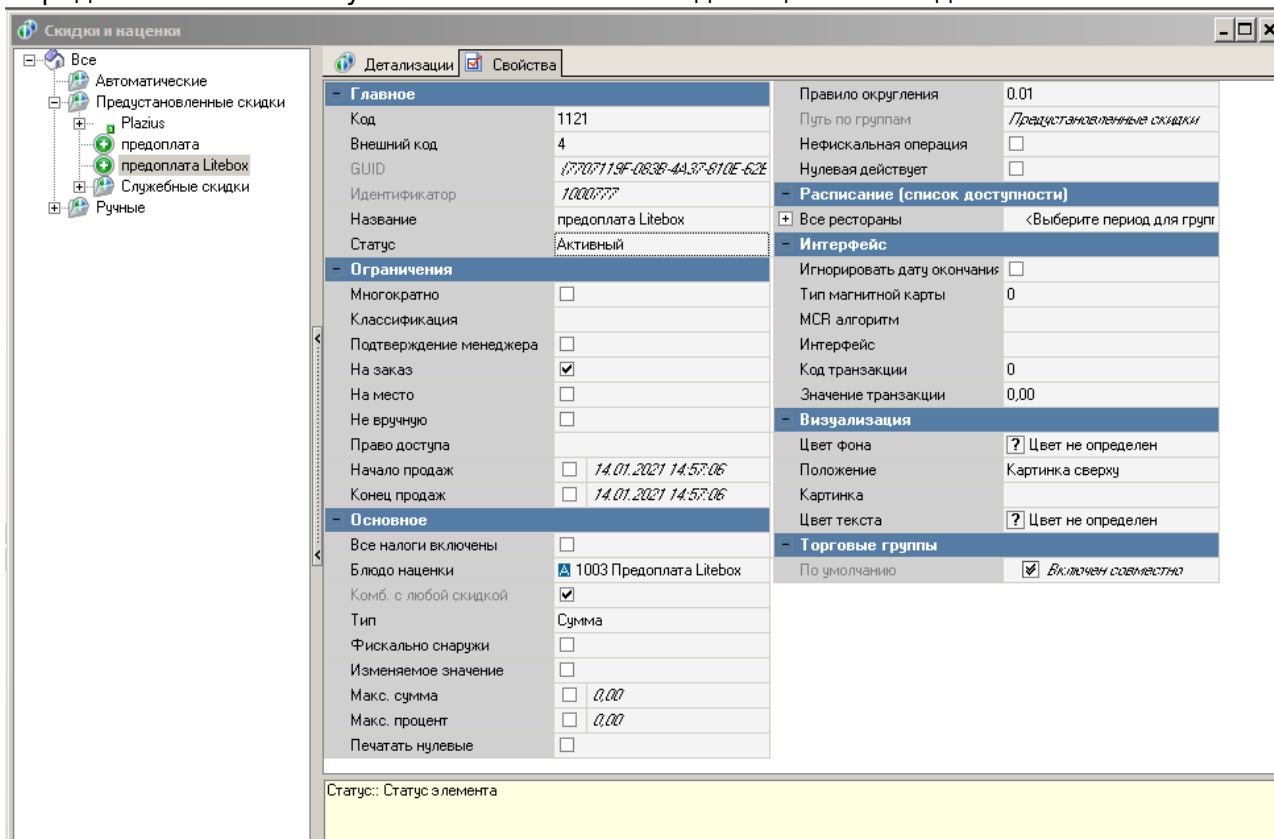 Скидки и наценки
Все
Автоматические
Предустановленные скидки
Plazius
предоплата
предоплата Litebox
Служебные скидки
Ручные
Детализации
Свойства
Главное
Код 1121
Внешний код 4
GUID
Идентификатор 1000777
Название предоплата Litebox
Статус Активный
Ограничения
Многократно
Классификация
Подтверждение менеджера
На заказ
На место
Не вручную
Право доступа
Начало продаж 14.01.2021 14:57:06
Конец продаж 14.01.2021 14:57:06
Основное
Все налоги включены
Блюдо наценки 1003 Предоплата Litebox
Комб. с любой скидкой
Тип Сумма
Фискально снаружи
Изменяемое значение
Макс. сумма 0,00
Макс. процент 0,00
Печатать нулевые
Правило округления 0.01
Путь по группам Предустановленные скидки
Нефискальная операция
Нулевая действует
Расписание (список доступности)
Все рестораны <Выберите период для групп
Интерфейс
Игнорировать дату окончания
Тип магнитной карты 0
MCR алгоритм
Интерфейс
Код транзакции 0
Значение транзакции 0,00
Визуализация
Цвет фона ? Цвет не определен
Положение Картинка сверху
Картинка
Цвет текста ? Цвет не определен
Торговые группы
По умолчанию Включен совместно
Статус:: Статус элемента